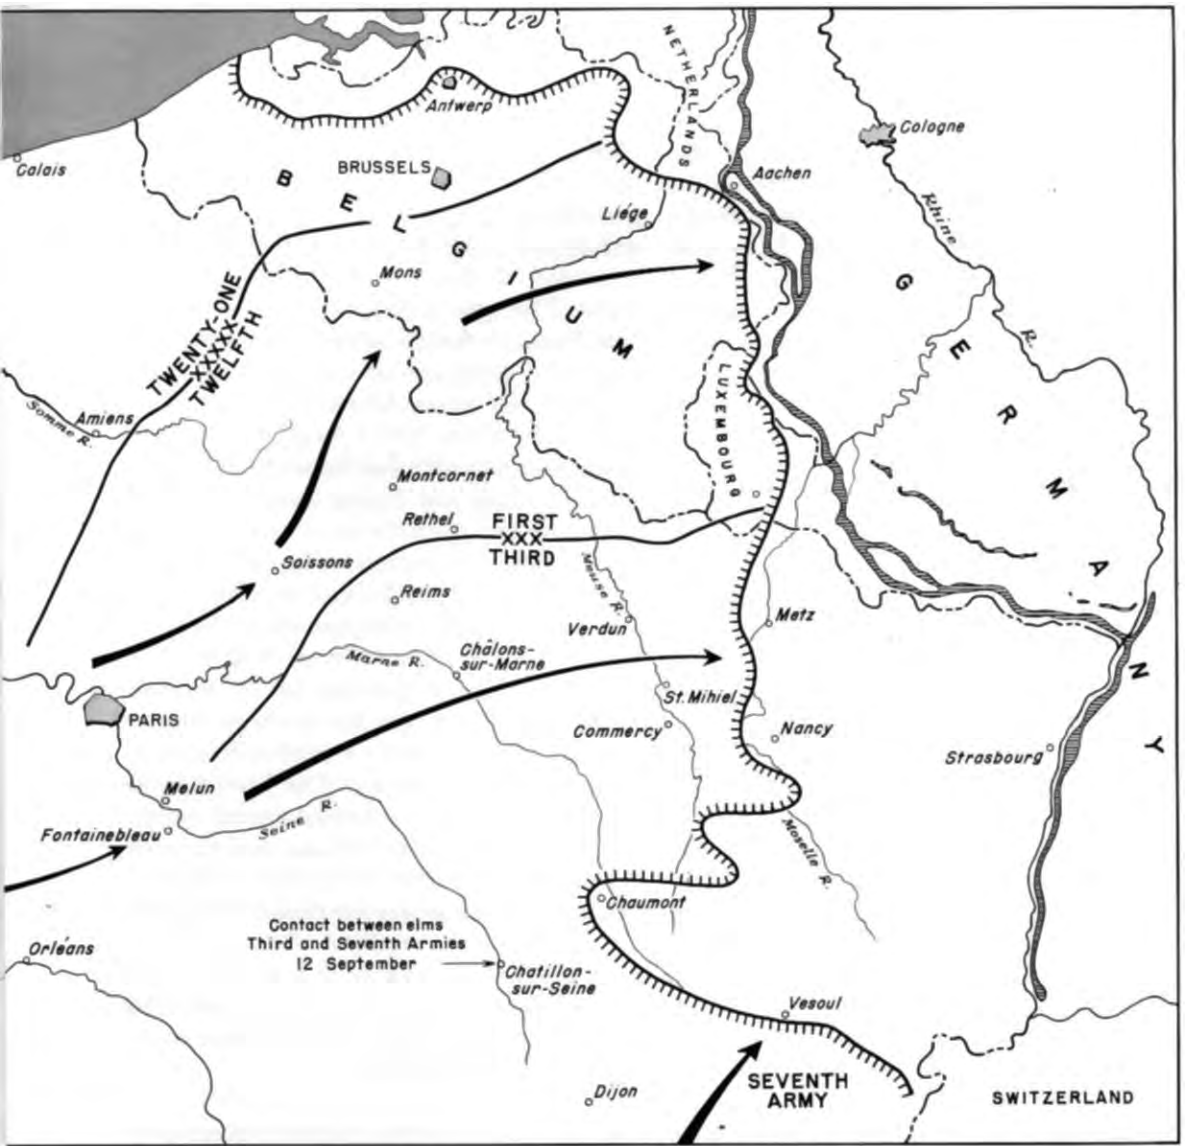 NETHERLANDS
Antwerp
Cologne
Calais
BRUSSELS
Aachen
BELGIUM
Liége
Rhine
R.
Mons
GERMANY
TWENTY-ONE
XXXXX
TWELFTH
LUXEMBOURG
Somme R.
Amiens
Montcornet
Rethel
FIRST
XXX
THIRD
Soissons
Reims
Meuse R.
Verdun
Metz
Marne R.
Châlons-
sur-Marne
St. Mihiel
PARIS
Commercy
Nancy
Strasbourg
Melun
Seine R.
Fontainebleau
Moselle R.
Chaumont
Contact between elms
Third and Seventh Armies
12 September
Orléans
Chatillon-
sur-Seine
Vesoul
Dijon
SEVENTH
ARMY
SWITZERLAND